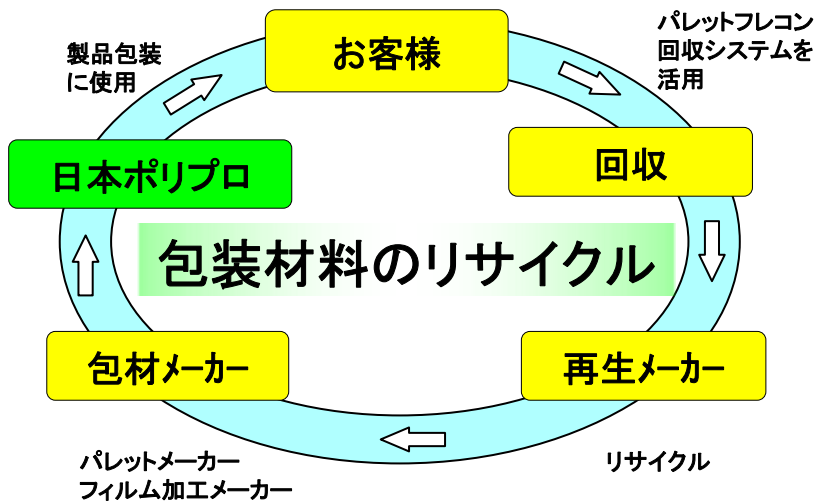 お客様
製品包装
に使用
パレットフレコン
回収システムを
活用
日本ポリプロ
回収
包装材料のリサイクル
包材メーカー
再生メーカー
パレットメーカー
フィルム加工メーカー
リサイクル